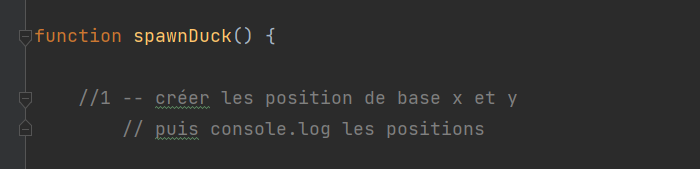 function spawnDuck() {
//1 -- créer les position de base x et y
// puis console.log les positions